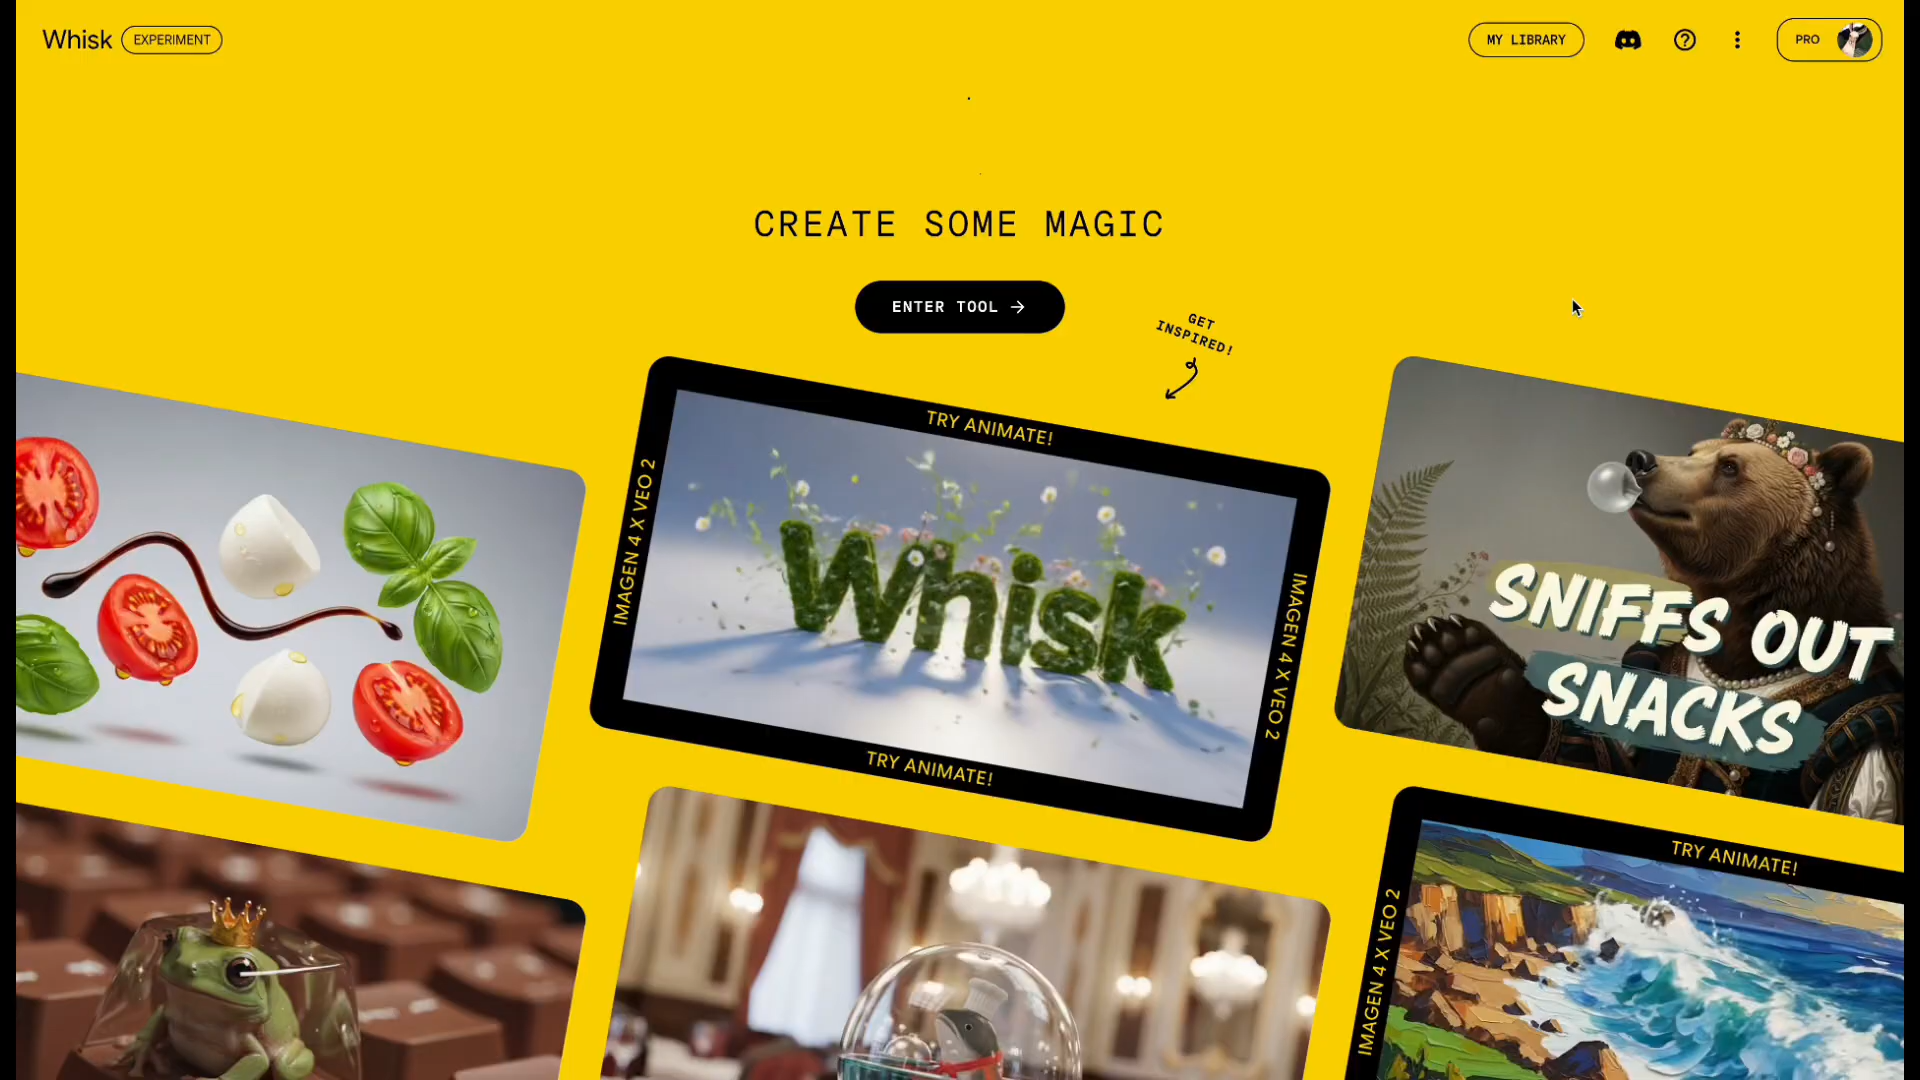 Whisk EXPERIMENT
MY LIBRARY
PRO
CREATE SOME MAGIC
ENTER TOOL →
GET
INSPIRED!
TRY ANIMATE!
IMAGEN 4 X VEO 2
Whisk
IMAGEN 4 X VEO 2
TRY ANIMATE!
SNIFFS OUT
SNACKS
TRY ANIMATE!
IMAGEN 4 X VEO 2